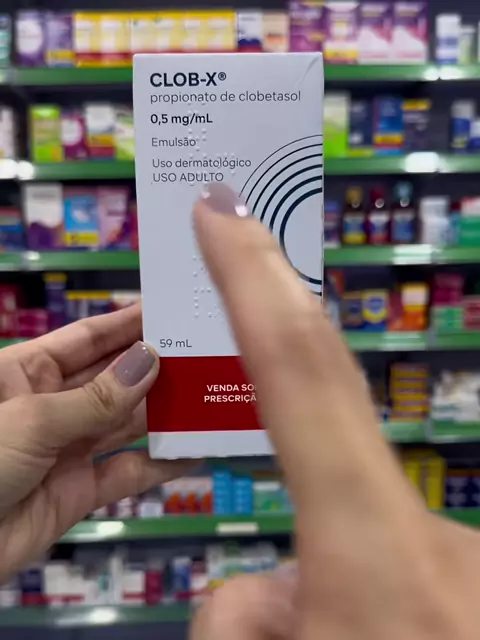 CLOB-X®
propionato de clobetasol
0,5 mg/mL
Emulsão
Uso dermatológico
USO ADULTO
59 mL
VENDA SO
PRESCRIÇÃ